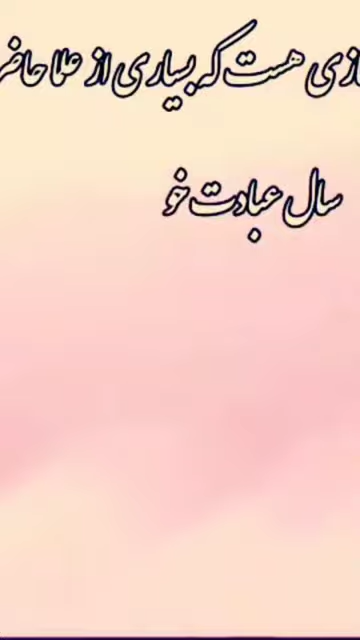 ازی هست که بسیاری از علما حاضر
سال عبادت خو